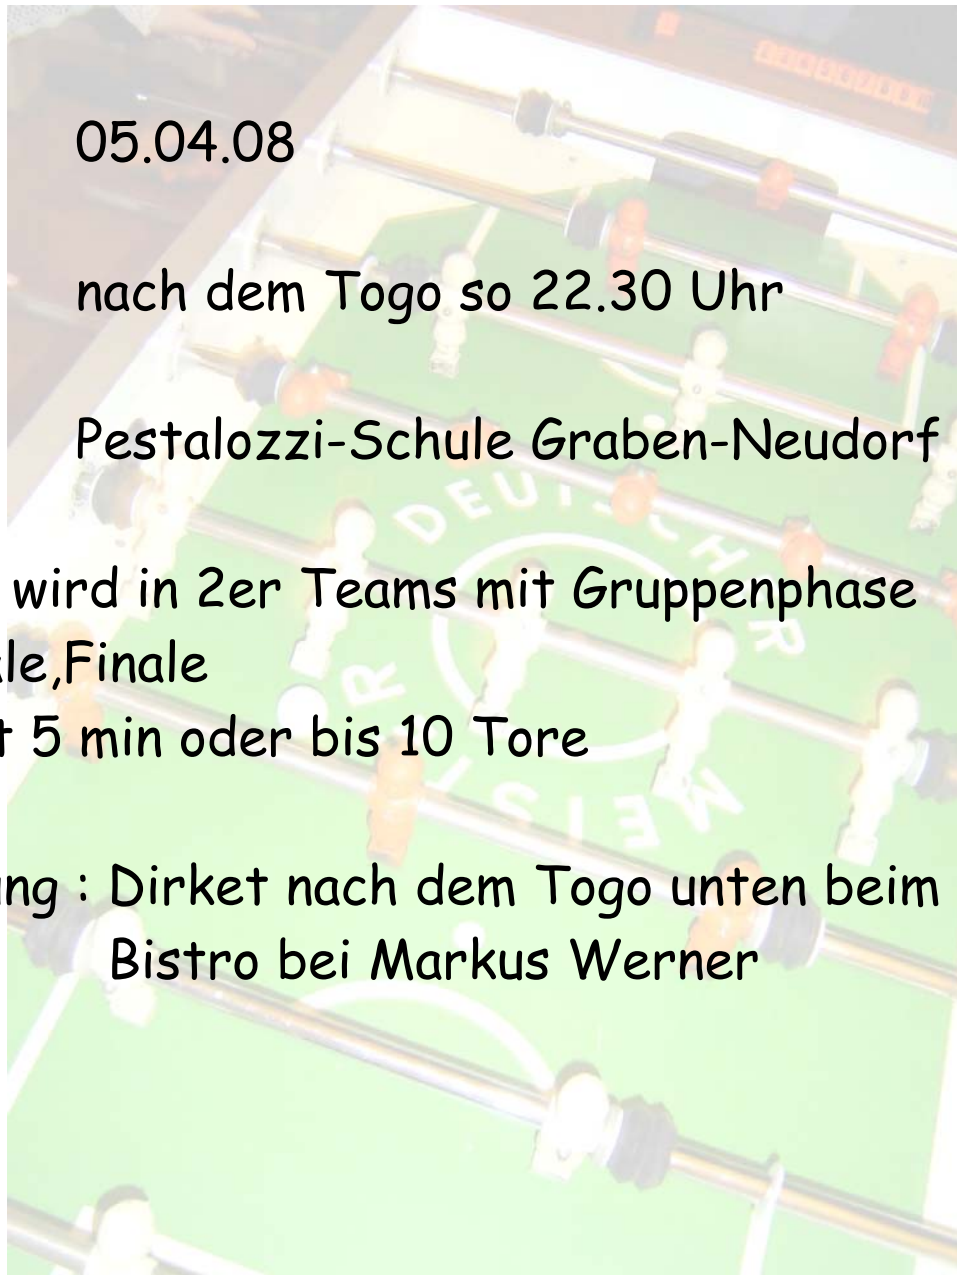 05.04.08
nach dem Togo so 22.30 Uhr
Pestalozzi-Schule Graben-Neudorf
wird in 2er Teams mit Gruppenphase
le,Finale
t 5 min oder bis 10 Tore
ng : Dirket nach dem Togo unten beim
Bistro bei Markus Werner
DEUTSCHER
MEISTER